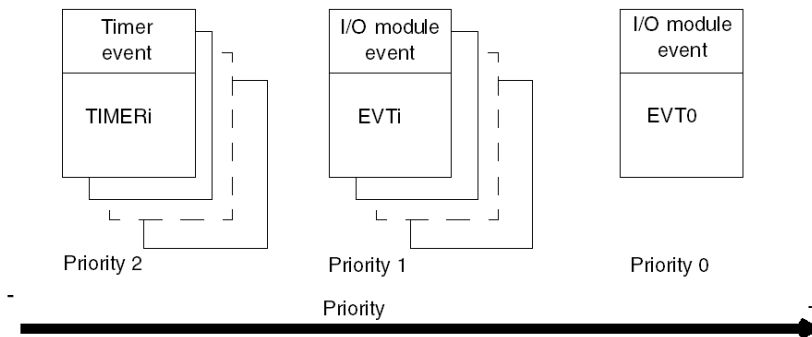 Timer
event
TIMERi
I/O module
event
EVTi
I/O module
event
EVT0
Priority 2
Priority 1
Priority 0
-
Priority